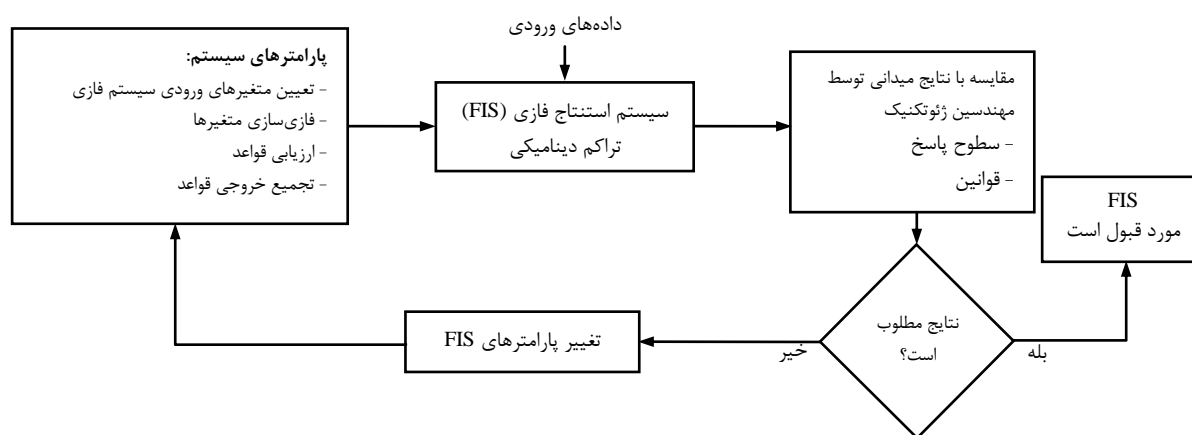 داده‌های ورودی
پارامترهای سیستم:
- تعیین متغیرهای ورودی سیستم فازی
- فازی‌سازی متغیرها
- ارزیابی قواعد
- تجمیع خروجی قواعد
سیستم استنتاج فازی (FIS)
تراکم دینامیکی
مقایسه با نتایج میدانی توسط
مهندسین ژئوتکنیک
- سطوح پاسخ
- قوانین
FIS
مورد قبول است
نتایج مطلوب
است؟
بله
خیر
تغییر پارامترهای FIS